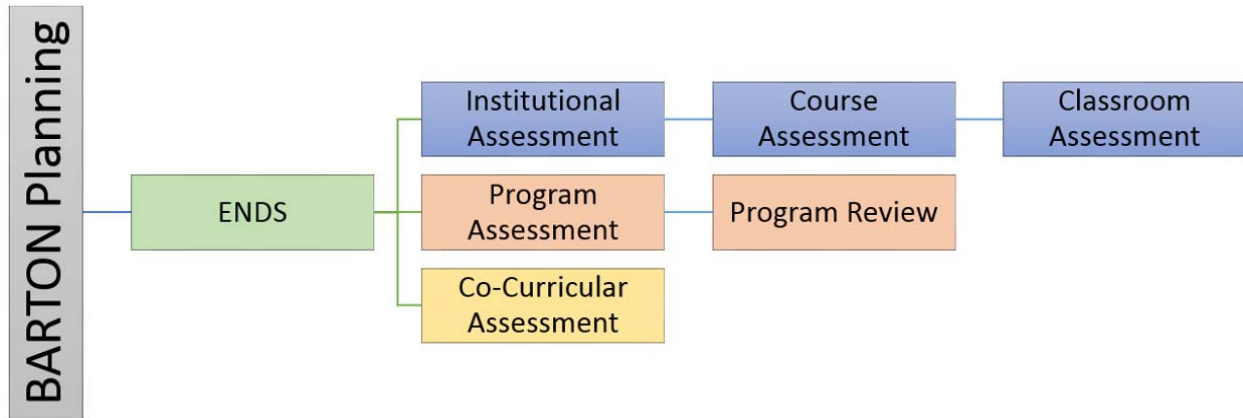 BARTON Planning
ENDS
Institutional
Assessment
Course
Assessment
Classroom
Assessment
Program
Assessment
Program Review
Co-Curricular
Assessment